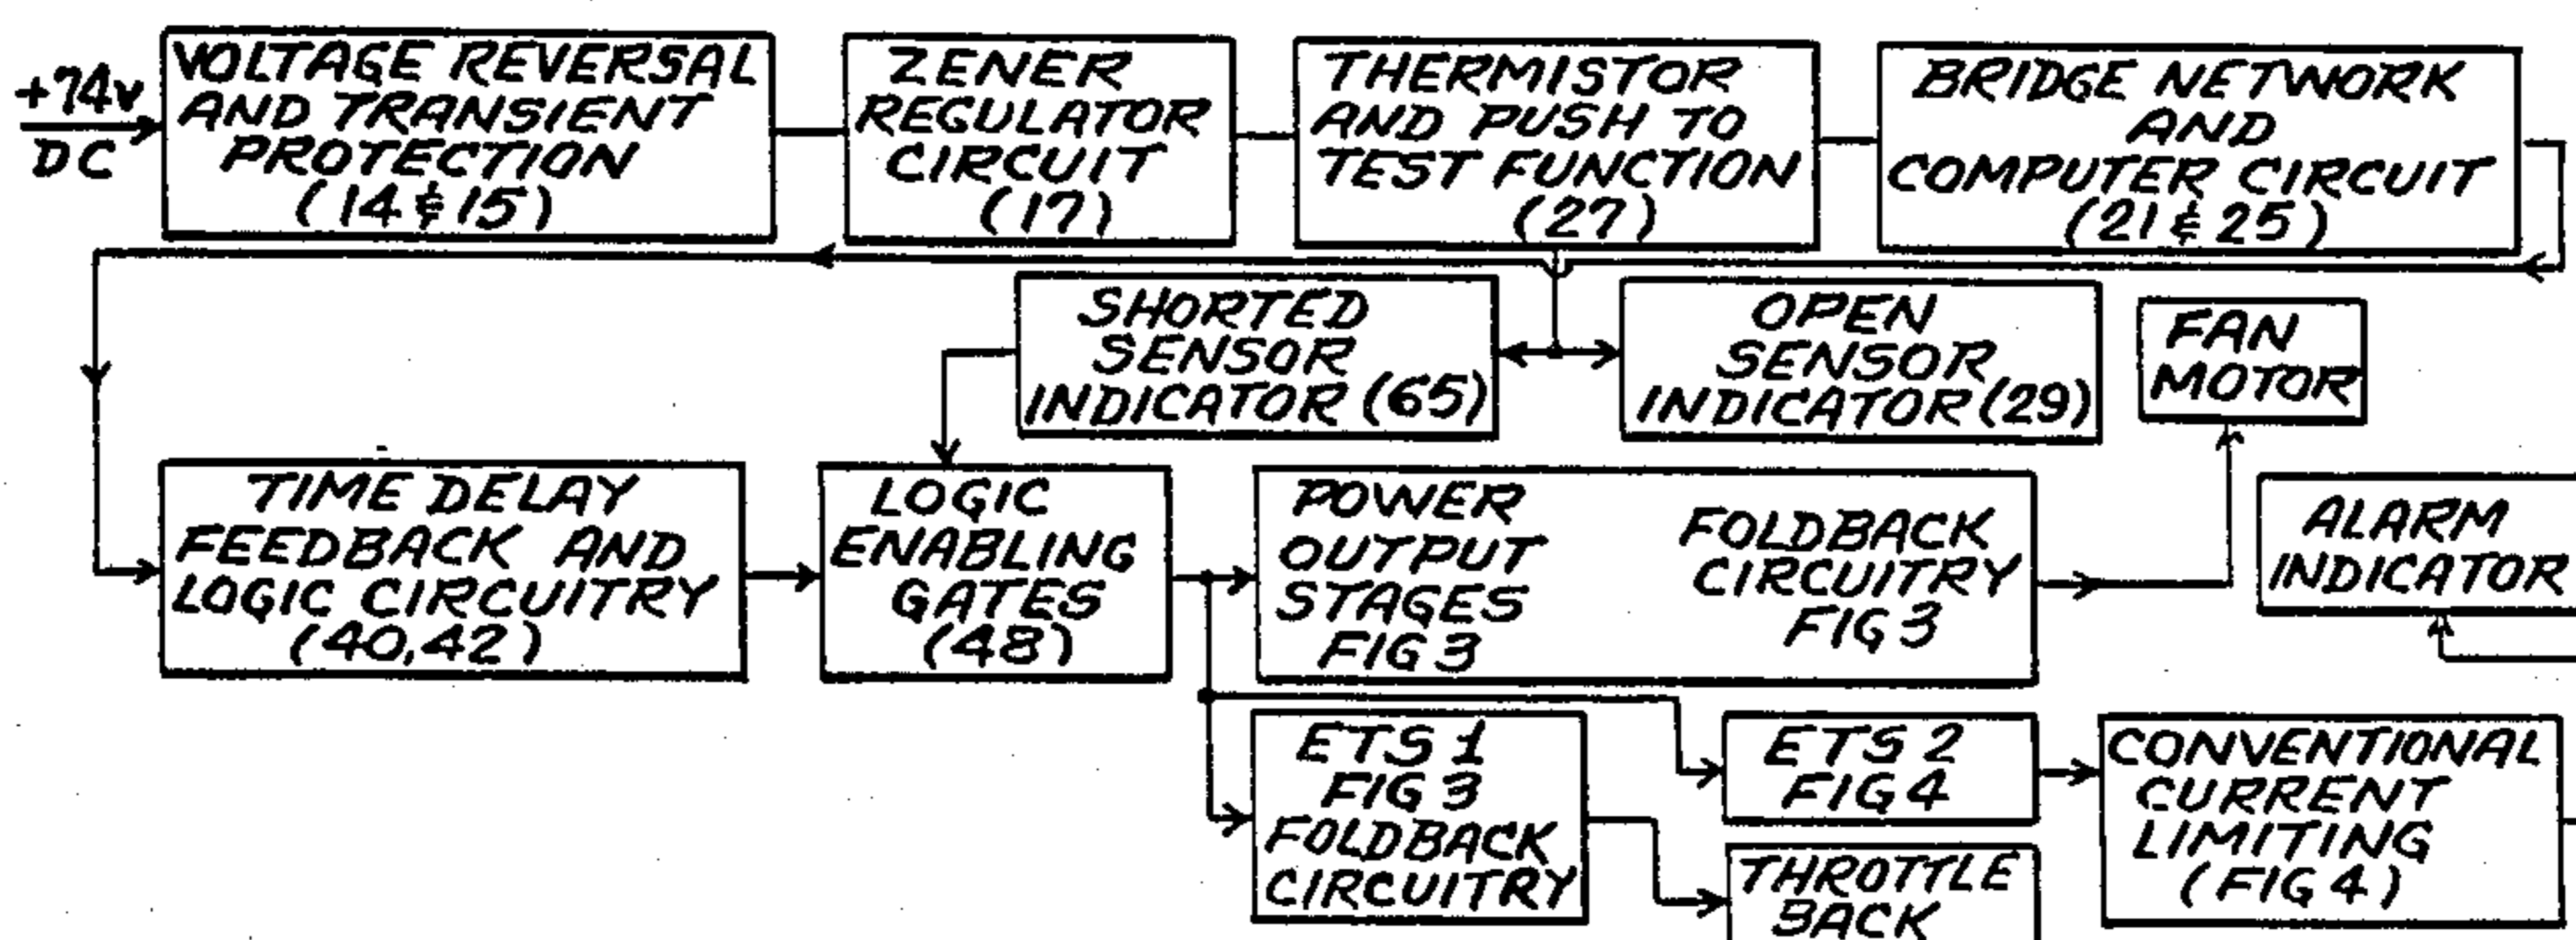 +74v
DC
VOLTAGE REVERSAL
AND TRANSIENT
PROTECTION
(14 & 15)
ZENER
REGULATOR
CIRCUIT
(17)
THERMISTOR
AND PUSH TO
TEST FUNCTION
(27)
BRIDGE NETWORK
AND
COMPUTER CIRCUIT
(21 & 25)
SHORTED
SENSOR
INDICATOR (65)
OPEN
SENSOR
INDICATOR (29)
FAN
MOTOR
TIME DELAY
FEEDBACK AND
LOGIC CIRCUITRY
(40,42)
LOGIC
ENABLING
GATES
(48)
POWER
OUTPUT
STAGES
FIG 3
FOLDBACK
CIRCUITRY
FIG 3
ALARM
INDICATOR
ETS 1
FIG 3
FOLDBACK
CIRCUITRY
ETS 2
FIG 4
CONVENTIONAL
CURRENT
LIMITING
(FIG 4)
THROTTLE
BACK